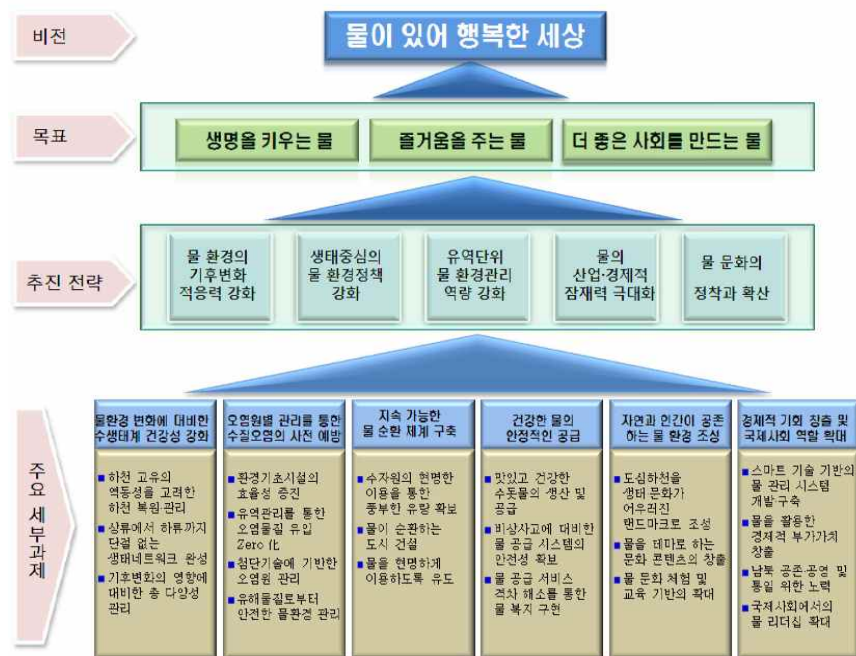 비전
물이 있어 행복한 세상
목표
생명을 키우는 물
즐거움을 주는 물
더 좋은 사회를 만드는 물
추진 전략
물 환경의
기후변화
적응력 강화
생태중심의
물 환경정책
강화
유역단위
물 환경관리
역량 강화
물의
산업·경제적
잠재력 극대화
물 문화의
정착과 확산
주요 세부과제
물환경 변화에 대비한
수생태계 건강성 강화
■ 하천 고유의
역동성을 고려한
하천 복원·관리
■ 상류에서 하류까지
단절 없는
생태네트워크 완성
■ 기후변화의 영향에
대비한 종 다양성
관리
오염원별 관리를 통한
수질오염의 사전 예방
■ 환경기초시설의
효율성 증진
■ 유역관리를 통한
오염물질 유입
Zero 化
■ 첨단기술에 기반한
오염원 관리
■ 유해물질로부터
안전한 물환경 관리
지속 가능한
물 순환 체계 구축
■ 수자원의 현명한
이용을 통한
풍부한 유량 확보
■ 물이 순환하는
도시 건설
■ 물을 현명하게
이용하도록 유도
건강한 물의
안정적인 공급
■ 맛있고 건강한
수돗물의 생산 및
공급
■ 비상사고에 대비한
물 공급 시스템의
안전성 확보
■ 물 공급 서비스
격차 해소를 통한
물 복지 구현
자연과 인간이 공존
하는 물 환경 조성
■ 도심하천을
생태·문화가
어우러진
랜드마크로 조성
■ 물을 테마로 하는
문화 콘텐츠의 창출
■ 물 문화 체험 및
교육 기반의 확대
경제적 기회 창출 및
국제사회 역할 확대
■ 스마트 기술 기반의
물 관리 시스템
개발·구축
■ 물을 활용한
경제적 부가가치
창출
■ 남북 공존·공영 및
통일 위한 노력
■ 국제사회에서의
물 리더십 확대